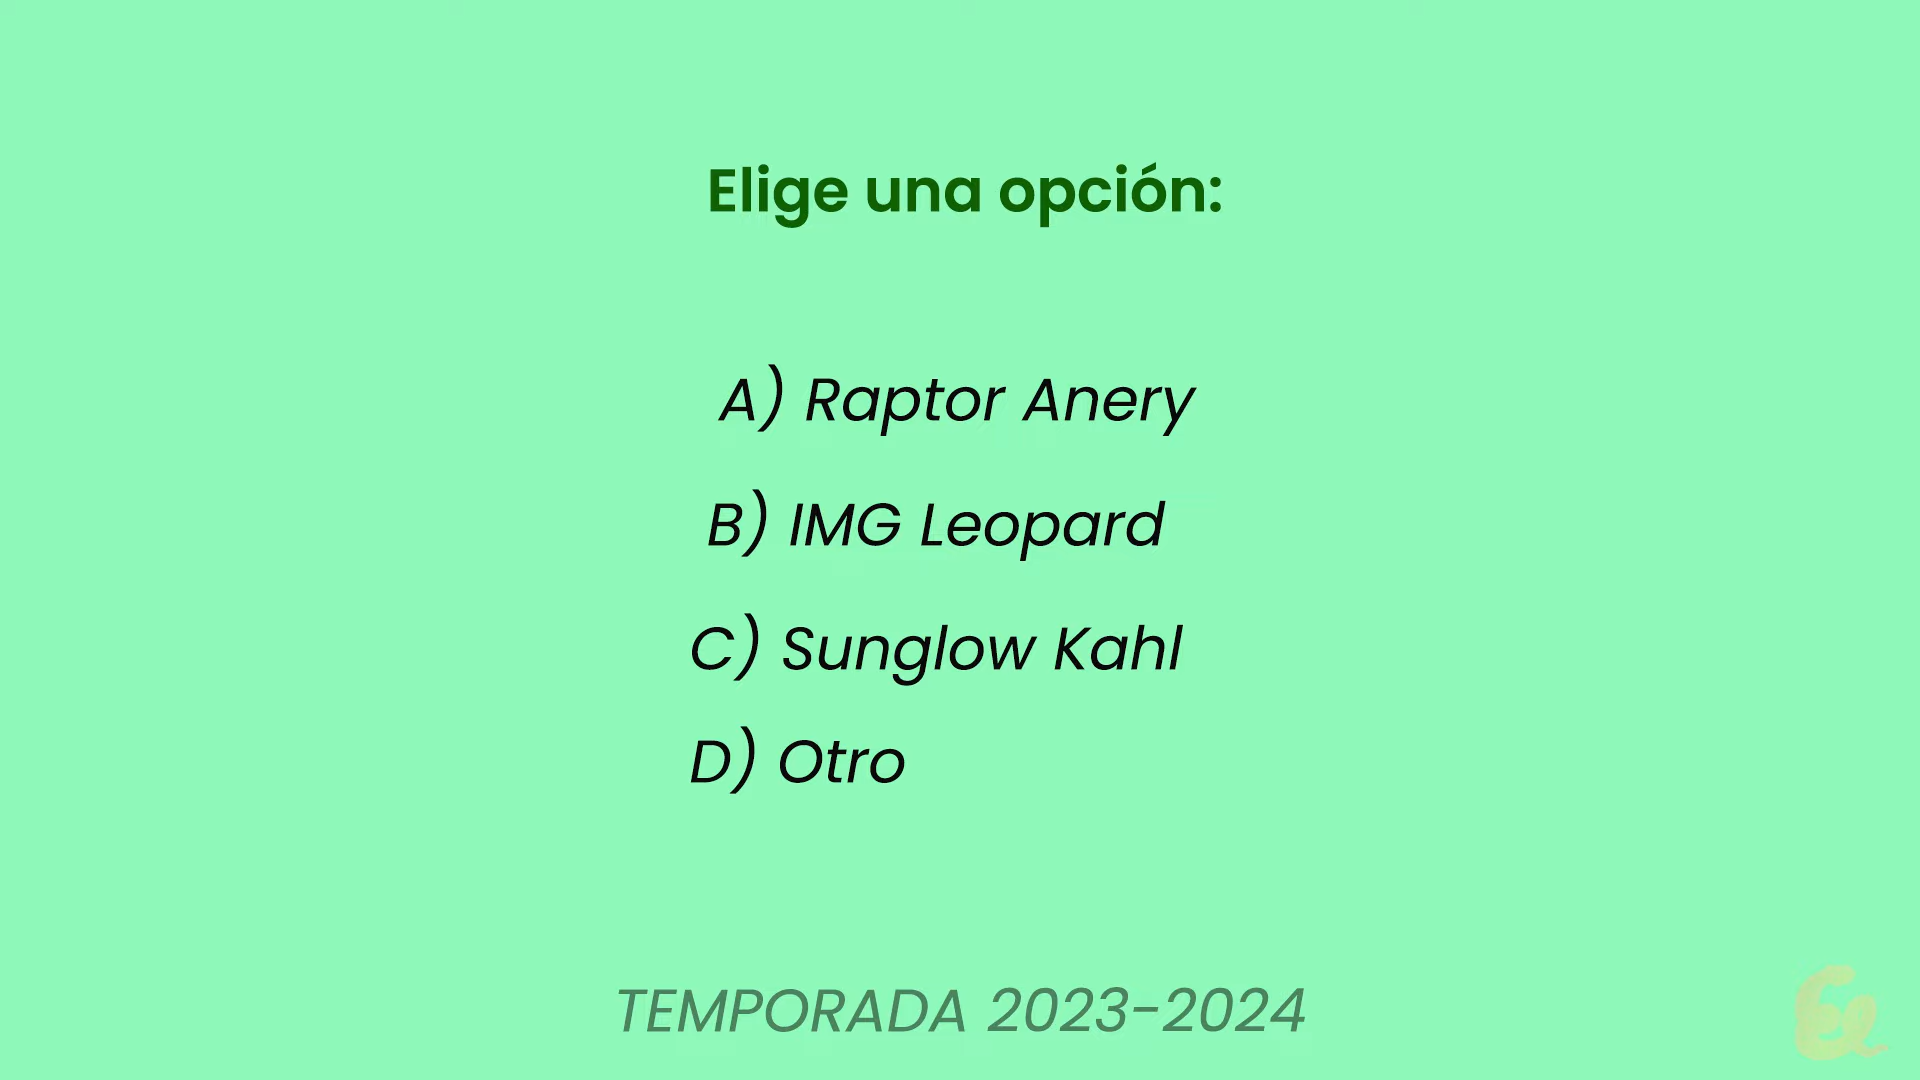 Elige una opción:
A) Raptor Anery
B) IMG Leopard
C) Sunglow Kahl
D) Otro
TEMPORADA 2023-2024